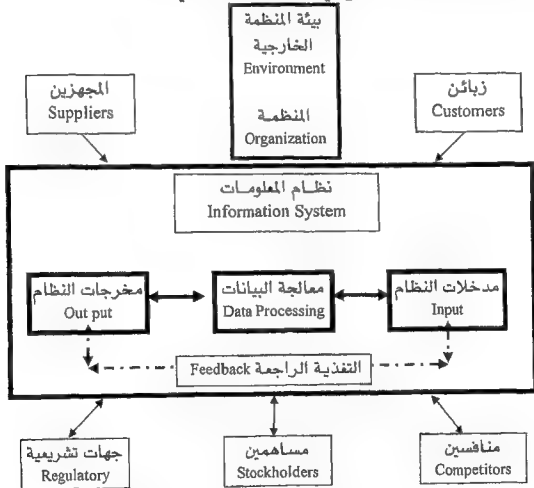 بيئة المنظمة
الخارجية
Environment
المنظمة
Organization
زبائن
Customers
المجهزين
Suppliers
نظام المعلومات
Information System
مدخلات النظام
Input
معالجة البيانات
Data Processing
مخرجات النظام
Out put
التغذية الراجعة Feedback
منافسين
Competitors
مساهمين
Stockholders
جهات تشريعية
Regulatory